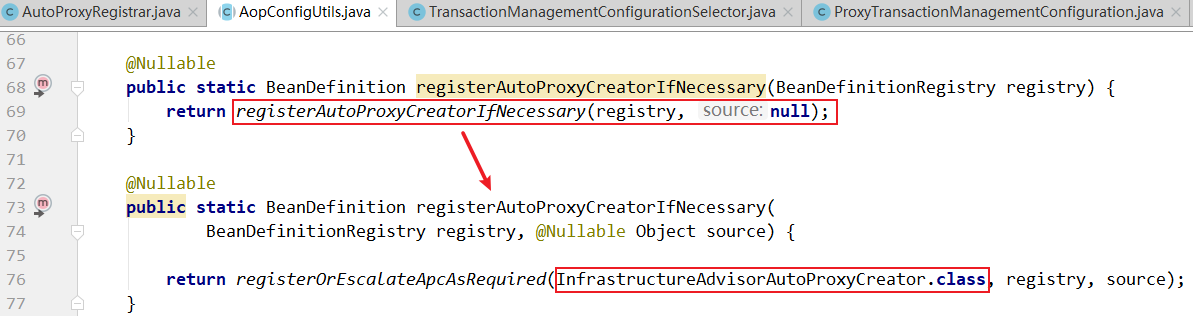 AutoProxyRegistrar.java × AopConfigUtils.java × TransactionManagementConfigurationSelector.java × ProxyTransactionManagementConfiguration.java ×
66
67 @Nullable
68 public static BeanDefinition registerAutoProxyCreatorIfNecessary(BeanDefinitionRegistry registry) {
69 return registerAutoProxyCreatorIfNecessary(registry, source: null);
70 }
71
72 @Nullable
73 public static BeanDefinition registerAutoProxyCreatorIfNecessary(
74 BeanDefinitionRegistry registry, @Nullable Object source) {
75
76 return registerOrEscalateApcAsRequired(InfrastructureAdvisorAutoProxyCreator.class, registry, source);
77 }